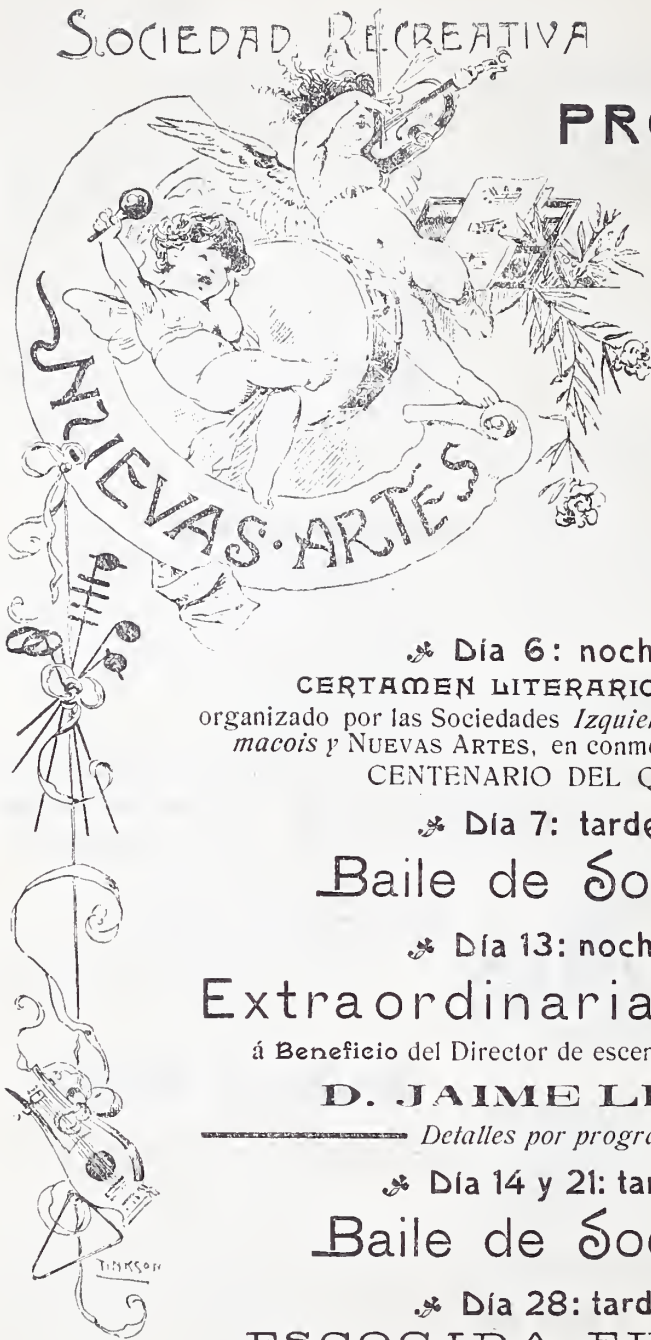 SOCIEDAD RECREATIVA
PRO
NUEVAS · ARTES
Día 6: noch
CERTAMEN LITERARIO
organizado por las Sociedades Izquier
macois y NUEVAS ARTES, en conme
CENTENARIO DEL Q
Día 7: tarde
Baile de So
Día 13: noch
Extraordinaria
á Beneficio del Director de escen
D. JAIME
Detalles por progra
Día 14 y 21: tar
Baile de So
Día 28: tard
ESCOGIDA